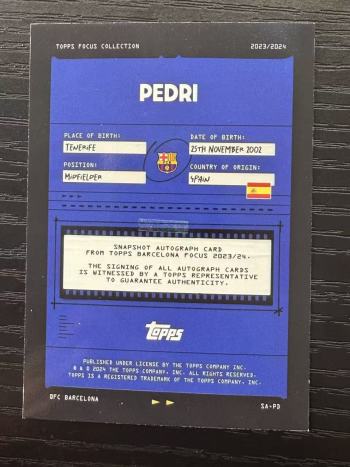 TOPPS FOCUS COLLECTION 2023/2024
PEDRI
PLACE OF BIRTH: DATE OF BIRTH:
TENERIFE 25TH NOVEMBER 2002
POSITION: COUNTRY OF ORIGIN:
MIDFIELDER SPAIN
SNAPSHOT AUTOGRAPH CARD
FROM TOPPS BARCELONA FOCUS 2023/24.
THE SIGNING OF ALL AUTOGRAPH CARDS
IS WITNESSED BY A TOPPS REPRESENTATIVE
TO GUARANTEE AUTHENTICITY.
topps
PUBLISHED UNDER LICENSE BY THE TOPPS COMPANY INC.
® & © 2024 THE TOPPS COMPANY, INC. ALL RIGHTS RESERVED.
TOPPS IS A REGISTERED TRADEMARK OF THE TOPPS COMPANY, INC.
©FC BARCELONA SA-PD